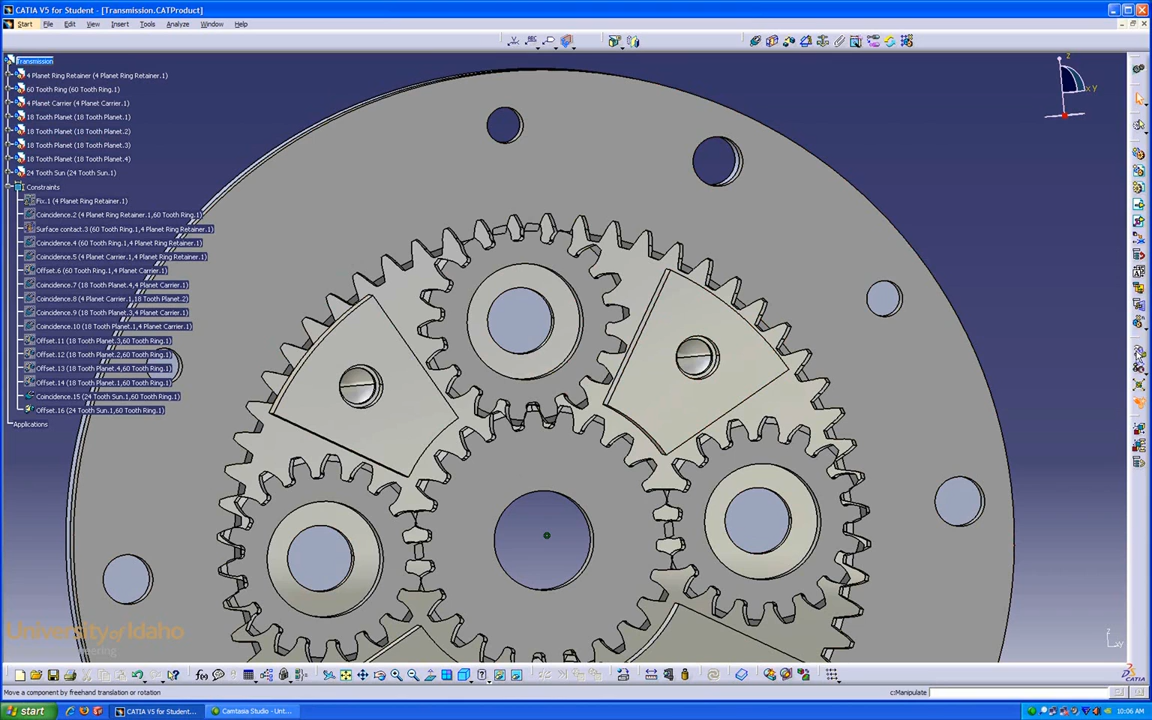 CATIA V5 for Student - [Transmission.CATProduct]
Start File Edit View Insert Tools Analyze Window Help
Transmission
4 Planet Ring Retainer (4 Planet Ring Retainer.1)
60 Tooth Ring (60 Tooth Ring.1)
4 Planet Carrier (4 Planet Carrier.1)
18 Tooth Planet (18 Tooth Planet.1)
18 Tooth Planet (18 Tooth Planet.2)
18 Tooth Planet (18 Tooth Planet.3)
18 Tooth Planet (18 Tooth Planet.4)
24 Tooth Sun (24 Tooth Sun.1)
Constraints
Fix.1 (4 Planet Ring Retainer.1)
Coincidence.2 (4 Planet Ring Retainer.1,60 Tooth Ring.1)
Surface contact.3 (60 Tooth Ring.1,4 Planet Ring Retainer.1)
Coincidence.4 (60 Tooth Ring.1,4 Planet Ring Retainer.1)
Coincidence.5 (4 Planet Carrier.1,4 Planet Ring Retainer.1)
Offset.6 (60 Tooth Ring.1,4 Planet Carrier.1)
Coincidence.7 (18 Tooth Planet.4,4 Planet Carrier.1)
Coincidence.8 (4 Planet Carrier.1,18 Tooth Planet.2)
Coincidence.9 (18 Tooth Planet.3,4 Planet Carrier.1)
Coincidence.10 (18 Tooth Planet.1,4 Planet Carrier.1)
Offset.11 (18 Tooth Planet.3,60 Tooth Ring.1)
Offset.12 (18 Tooth Planet.2,60 Tooth Ring.1)
Offset.13 (18 Tooth Planet.4,60 Tooth Ring.1)
Offset.14 (18 Tooth Planet.1,60 Tooth Ring.1)
Coincidence.15 (24 Tooth Sun.1,60 Tooth Ring.1)
Offset.16 (24 Tooth Sun.1,60 Tooth Ring.1)
Applications
z
x y
University of Idaho
z
y
CATIA
Move a component by freehand translation or rotation
c:Manipulate
start
CATIA V5 for Student...
Camtasia Studio - Unt...
10:06 AM